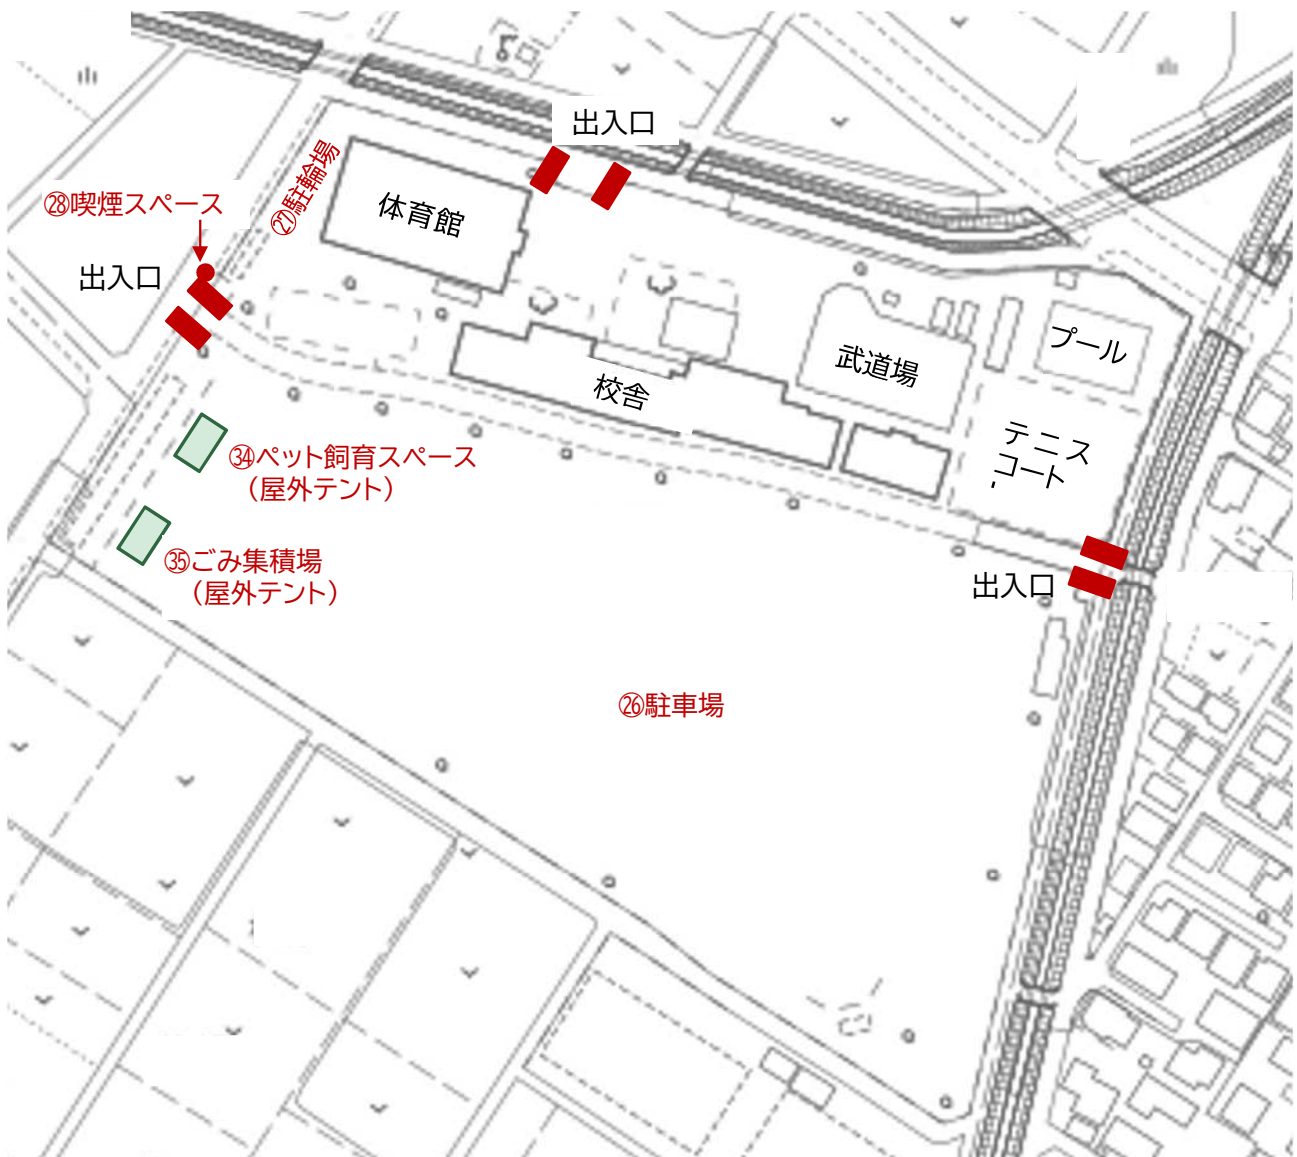 出入口
㉗駐輪場
体育館
㉘喫煙スペース
出入口
プール
武道場
校舎
テニス
コート
㉞ペット飼育スペース
（屋外テント）
㉟ごみ集積場
（屋外テント）
出入口
㉖駐車場